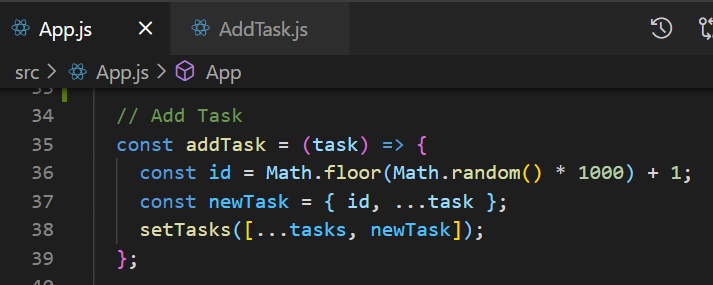 App.js AddTask.js
src > App.js > App
33
34 // Add Task
35 const addTask = (task) => {
36 const id = Math.floor(Math.random() * 1000) + 1;
37 const newTask = { id, ...task };
38 setTasks([...tasks, newTask]);
39 };